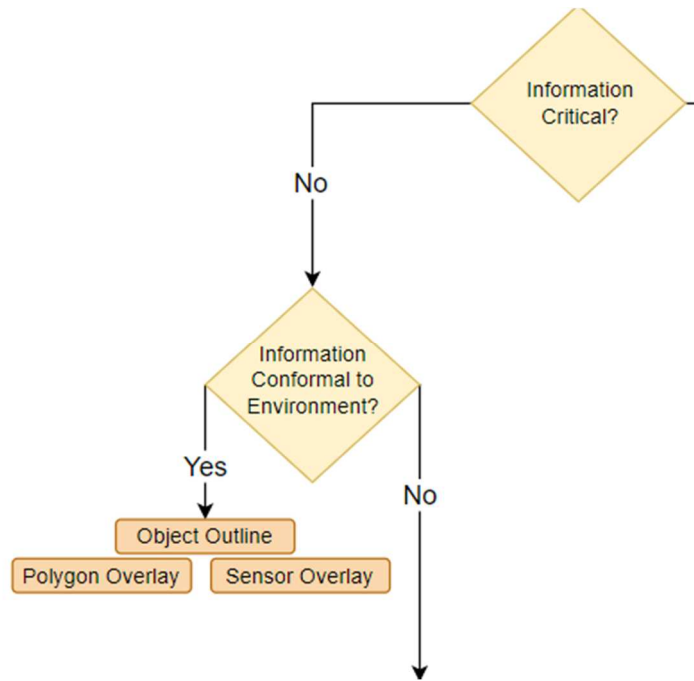 Information
Critical?
No
Information
Conformal to
Environment?
Yes
No
Object Outline
Polygon Overlay
Sensor Overlay